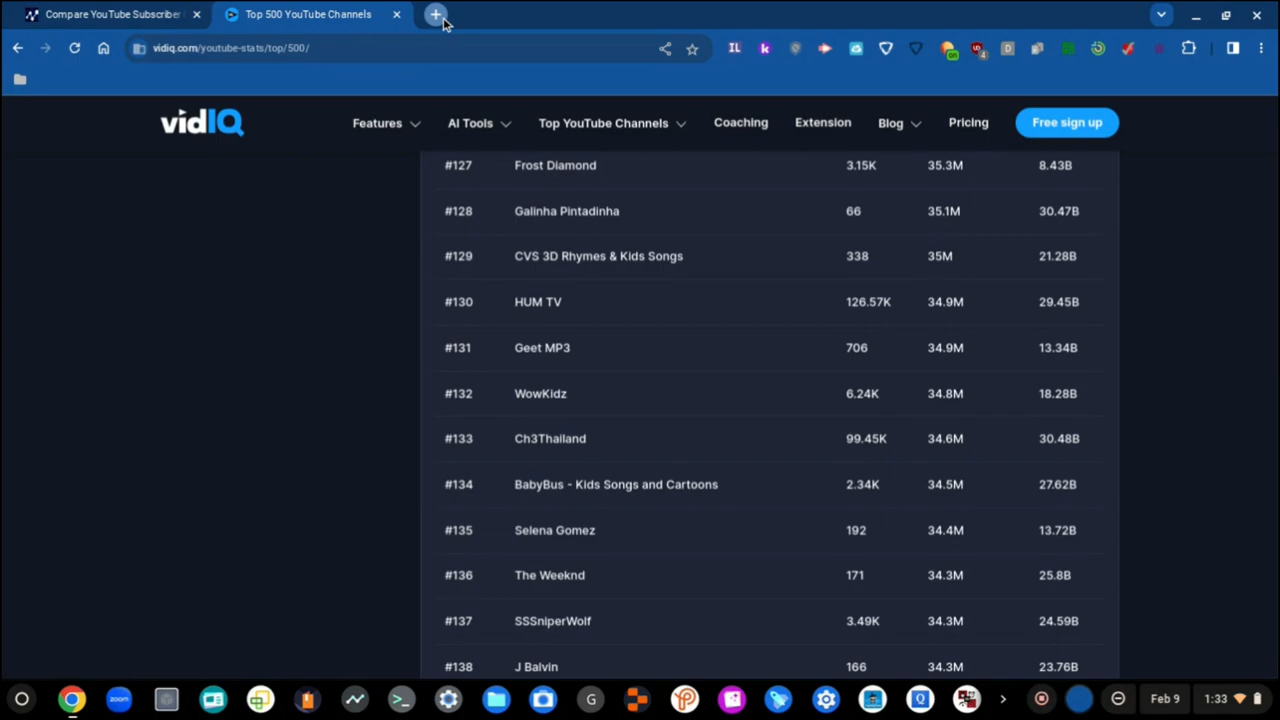 Compare YouTube Subscriber
Top 500 YouTube Channels
vidiq.com/youtube-stats/top/500/
vidIQ
Features
AI Tools
Top YouTube Channels
Coaching
Extension
Blog
Pricing
Free sign up
#127 Frost Diamond 3.15K 35.3M 8.43B
#128 Galinha Pintadinha 66 35.1M 30.47B
#129 CVS 3D Rhymes & Kids Songs 338 35M 21.28B
#130 HUM TV 126.57K 34.9M 29.45B
#131 Geet MP3 706 34.9M 13.34B
#132 WowKidz 6.24K 34.8M 18.28B
#133 Ch3Thailand 99.45K 34.6M 30.48B
#134 BabyBus - Kids Songs and Cartoons 2.34K 34.5M 27.62B
#135 Selena Gomez 192 34.4M 13.72B
#136 The Weeknd 171 34.3M 25.8B
#137 SSSniperWolf 3.49K 34.3M 24.59B
#138 J Balvin 166 34.3M 23.76B
zoom
G
Q
Feb 9
1:33